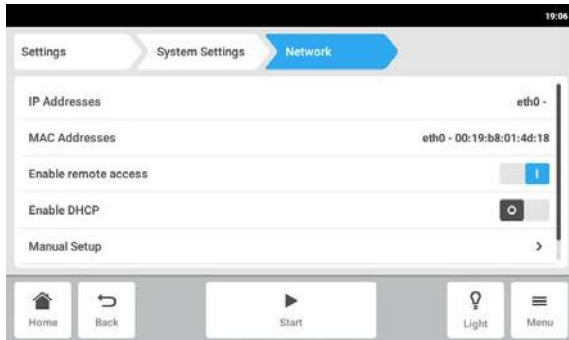 19:06
Settings System Settings Network
IP Addresses eth0 -
MAC Addresses eth0 - 00:19:b8:01:4d:18
Enable remote access I
Enable DHCP O
Manual Setup >
Home Back Start Light Menu